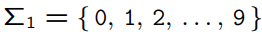 Σ₁ = { 0, 1, 2, ..., 9 }